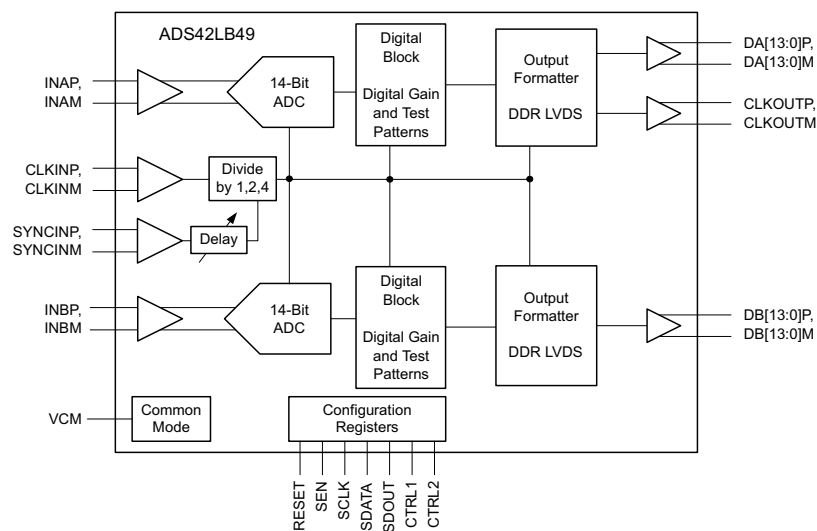 ADS42LB49
INAP,
INAM
14-Bit
ADC
Digital
Block
Digital Gain
and Test
Patterns
Output
Formatter
DDR LVDS
DA[13:0]P,
DA[13:0]M
CLKOUTP,
CLKOUTM
CLKINP,
CLKINM
Divide
by 1,2,4
SYNCINP,
SYNCINM
Delay
INBP,
INBM
14-Bit
ADC
Digital
Block
Digital Gain
and Test
Patterns
Output
Formatter
DDR LVDS
DB[13:0]P,
DB[13:0]M
VCM
Common
Mode
Configuration
Registers
RESET
SEN
SCLK
SDATA
SDOUT
CTRL1
CTRL2